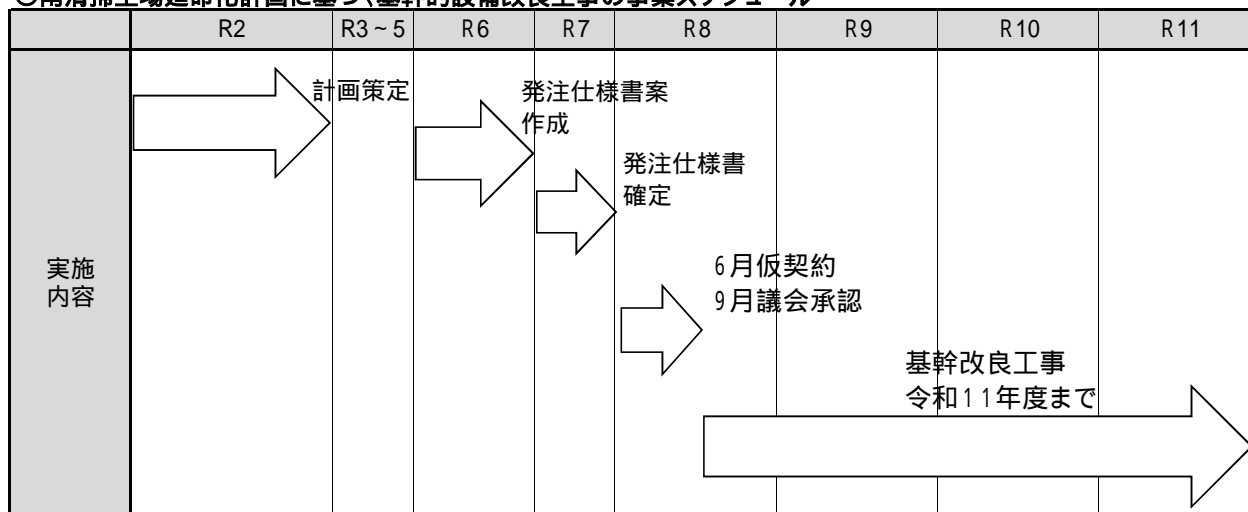 R2 R3~5 R6 R7 R8 R9 R10 R11
計画策定
発注仕様書案
作成
発注仕様書
確定
実施
内容
6月仮契約
9月議会承認
基幹改良工事
令和11年度まで